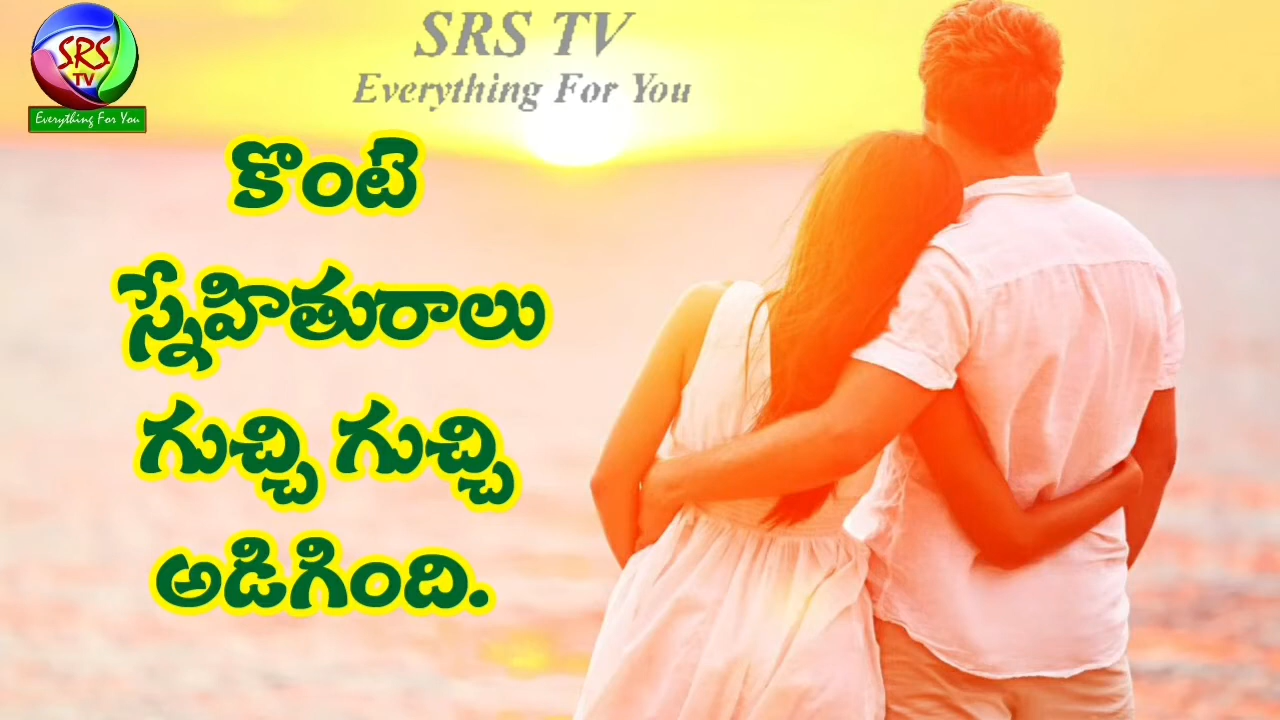 SRS
TV
Everything For You
SRS TV
Everything For You
కొంటె
స్నేహితురాలు
గుచ్చి గుచ్చి
అడిగింది.